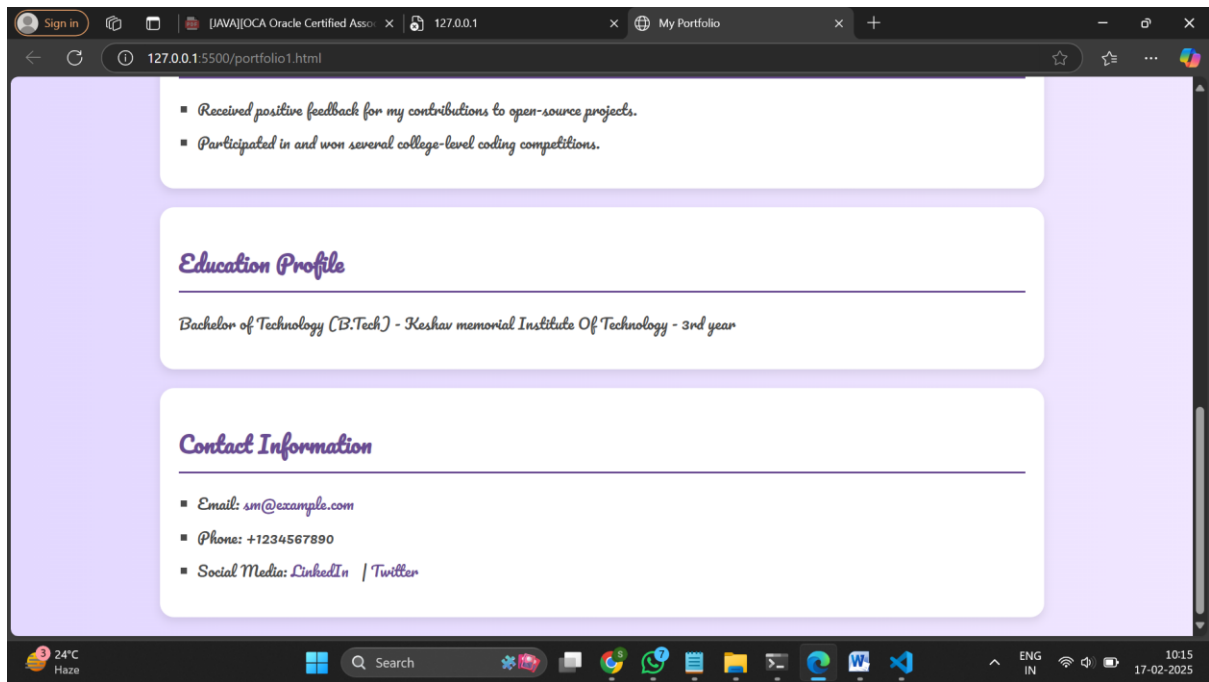 Sign in
[JAVA][OCA Oracle Certified Asso
127.0.0.1
My Portfolio
127.0.0.1:5500/portfolio1.html
Received positive feedback for my contributions to open-source projects.
Participated in and won several college-level coding competitions.
Education Profile
Bachelor of Technology (B.Tech) - Keshav memorial Institute Of Technology - 3rd year
Contact Information
Email: sm@example.com
Phone: +1234567890
Social Media: LinkedIn | Twitter
3
24°C
Haze
Search
S
7
W
ENG
IN
10:15
17-02-2025